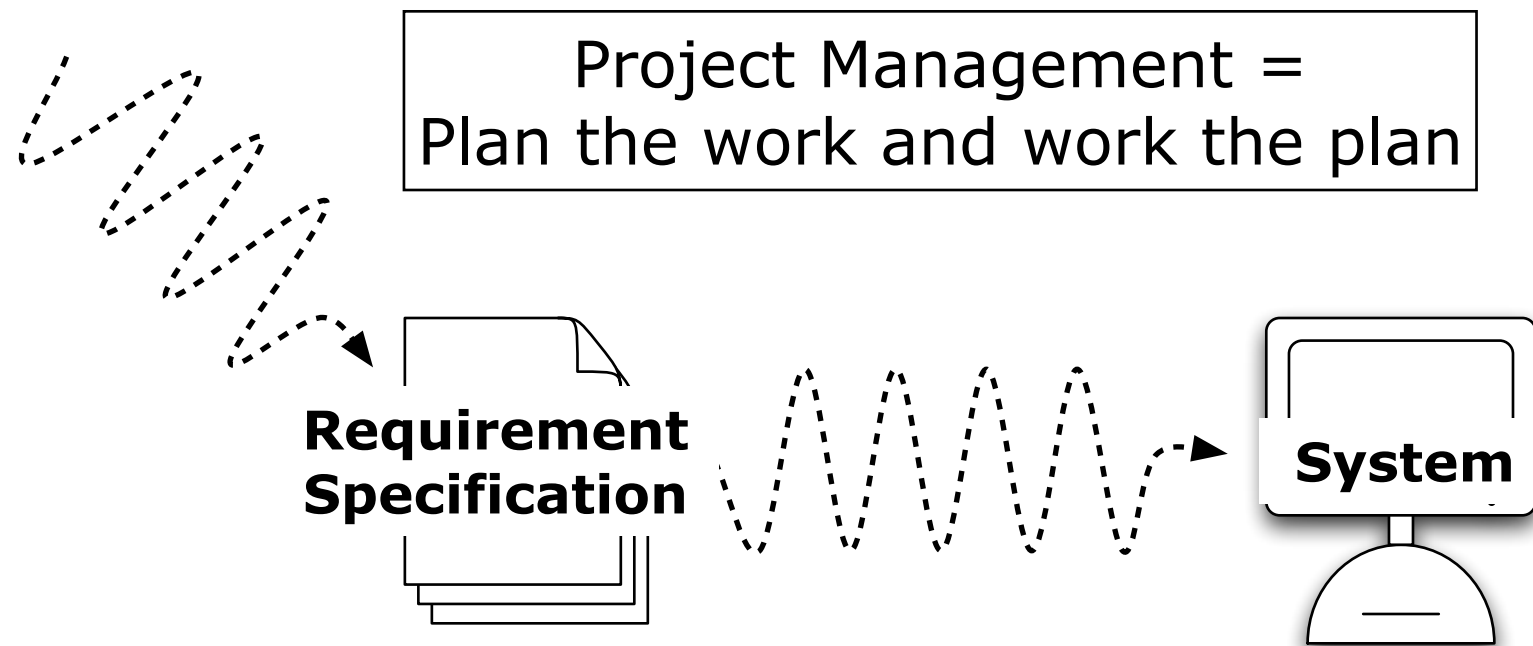 Project Management =
Plan the work and work the plan
Requirement
Specification
System